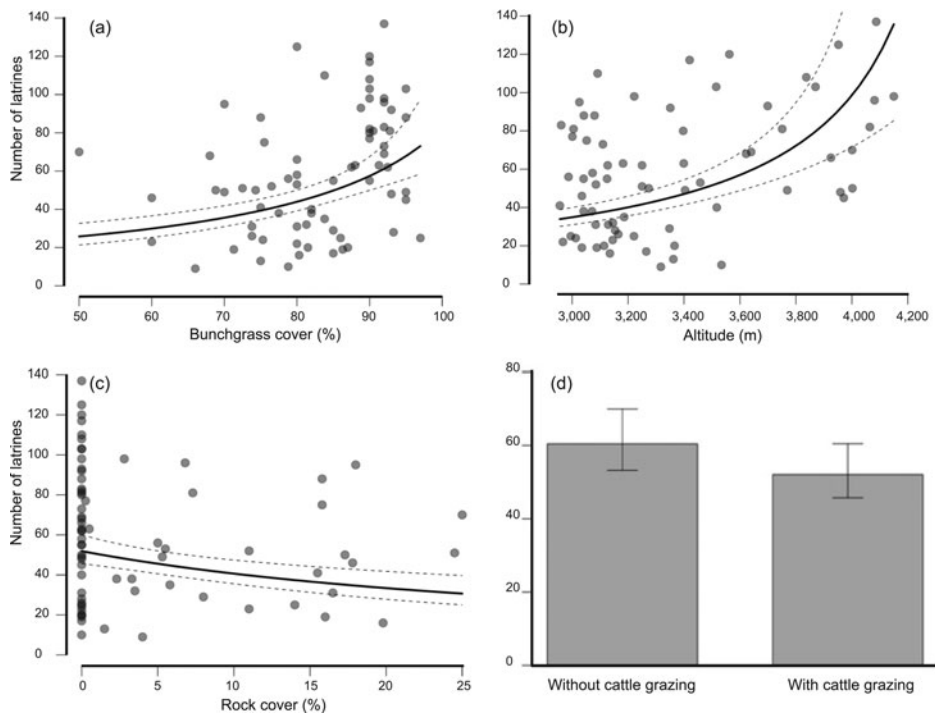 (a)
Number of latrines
140
120
100
80
60
40
20
0
50 60 70 80 90 100
Bunchgrass cover (%)
(b)
140
120
100
80
60
40
20
0
3,000 3,200 3,400 3,600 3,800 4,000 4,200
Altitude (m)
(c)
Number of latrines
140
120
100
80
60
40
20
0
0 5 10 15 20 25
Rock cover (%)
(d)
80
60
40
20
0
Without cattle grazing With cattle grazing